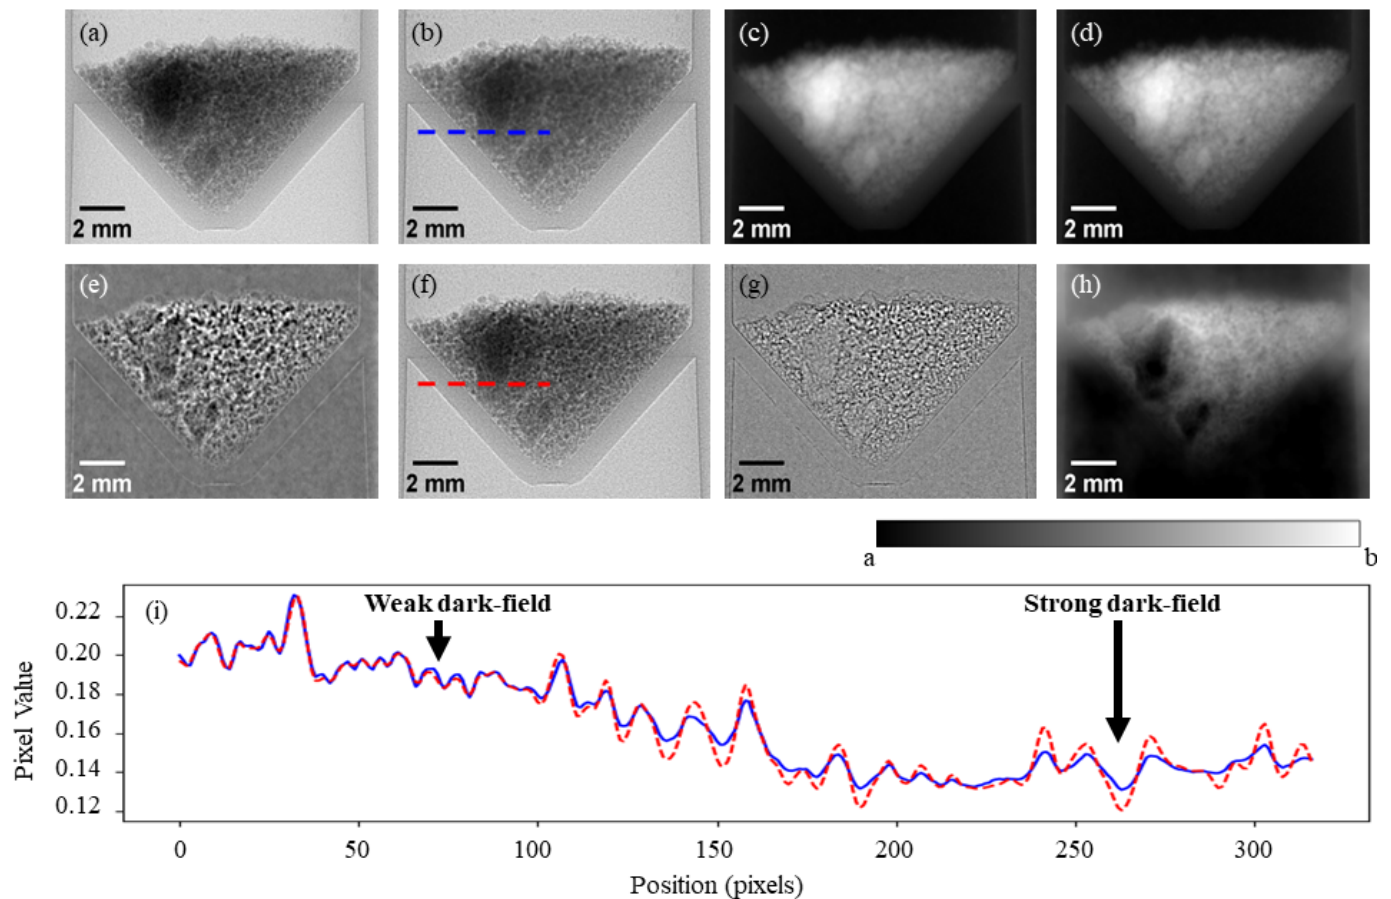 (a)
(b)
(c)
(d)
2 mm
2 mm
2 mm
2 mm
(e)
(f)
(g)
(h)
2 mm
2 mm
2 mm
2 mm
a
b
(i)
Weak dark-field
Strong dark-field
0.22
0.20
0.18
0.16
0.14
0.12
Pixel Value
0
50
100
150
200
250
300
Position (pixels)